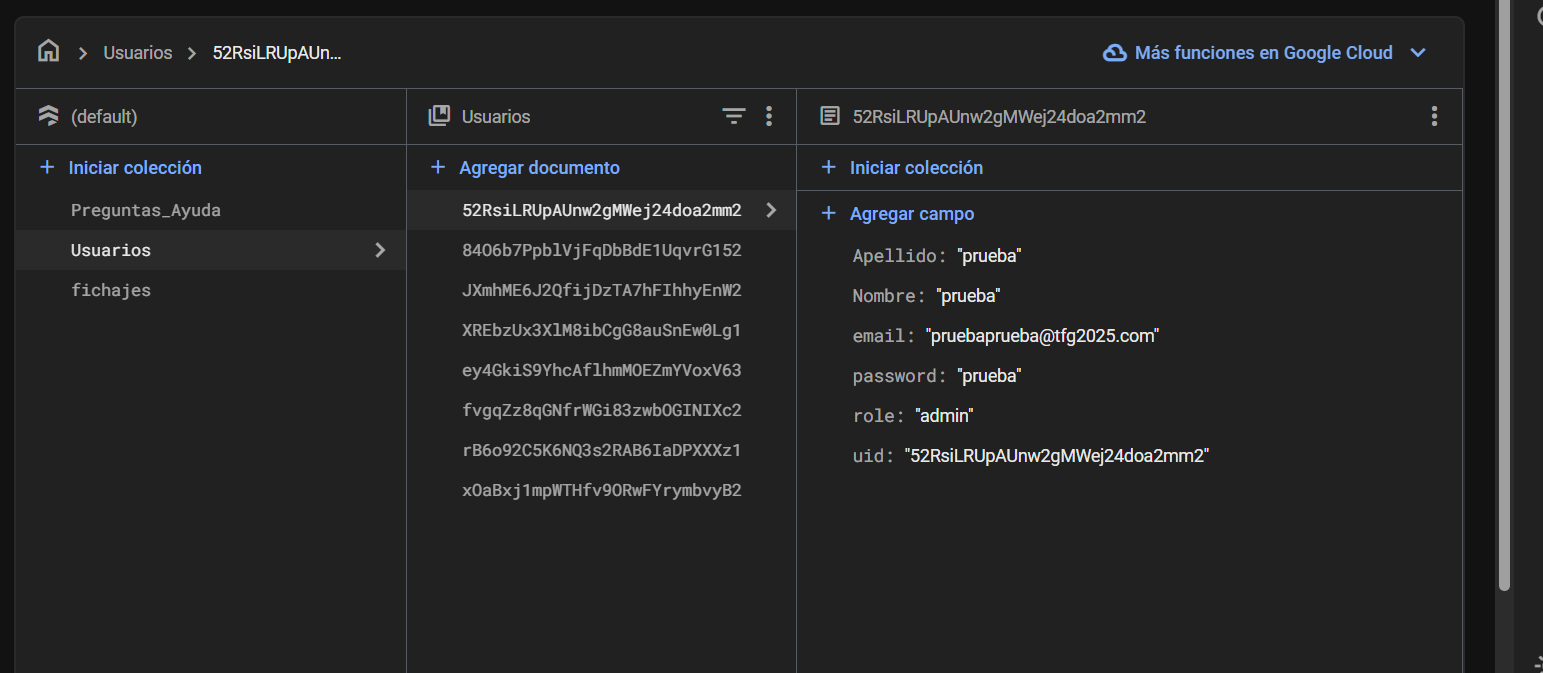 Usuarios 52RsiLRUpAUn... Más funciones en Google Cloud
(default)
Iniciar colección
Preguntas_Ayuda
Usuarios
fichajes
Usuarios
Agregar documento
52RsiLRUpAUnw2gMWej24doa2mm2
84O6b7PpblVjFqDbBdE1UqvrG152
JXmhME6J2QfijDzTA7hFIhhyEnW2
XREbzUx3XlM8ibCgG8auSnEw0Lg1
ey4GkiS9YhcAflhmMOEZmYVoxV63
fvgqZz8qGNfrWGi83zwbOGINIXc2
rB6o92C5K6NQ3s2RAB6IaDPXXXz1
xOaBxj1mpWTHfv9ORwFYrymbvyB2
52RsiLRUpAUnw2gMWej24doa2mm2
Iniciar colección
Agregar campo
Apellido: "prueba"
Nombre: "prueba"
email: "pruebaprueba@tfg2025.com"
password: "prueba"
role: "admin"
uid: "52RsiLRUpAUnw2gMWej24doa2mm2"